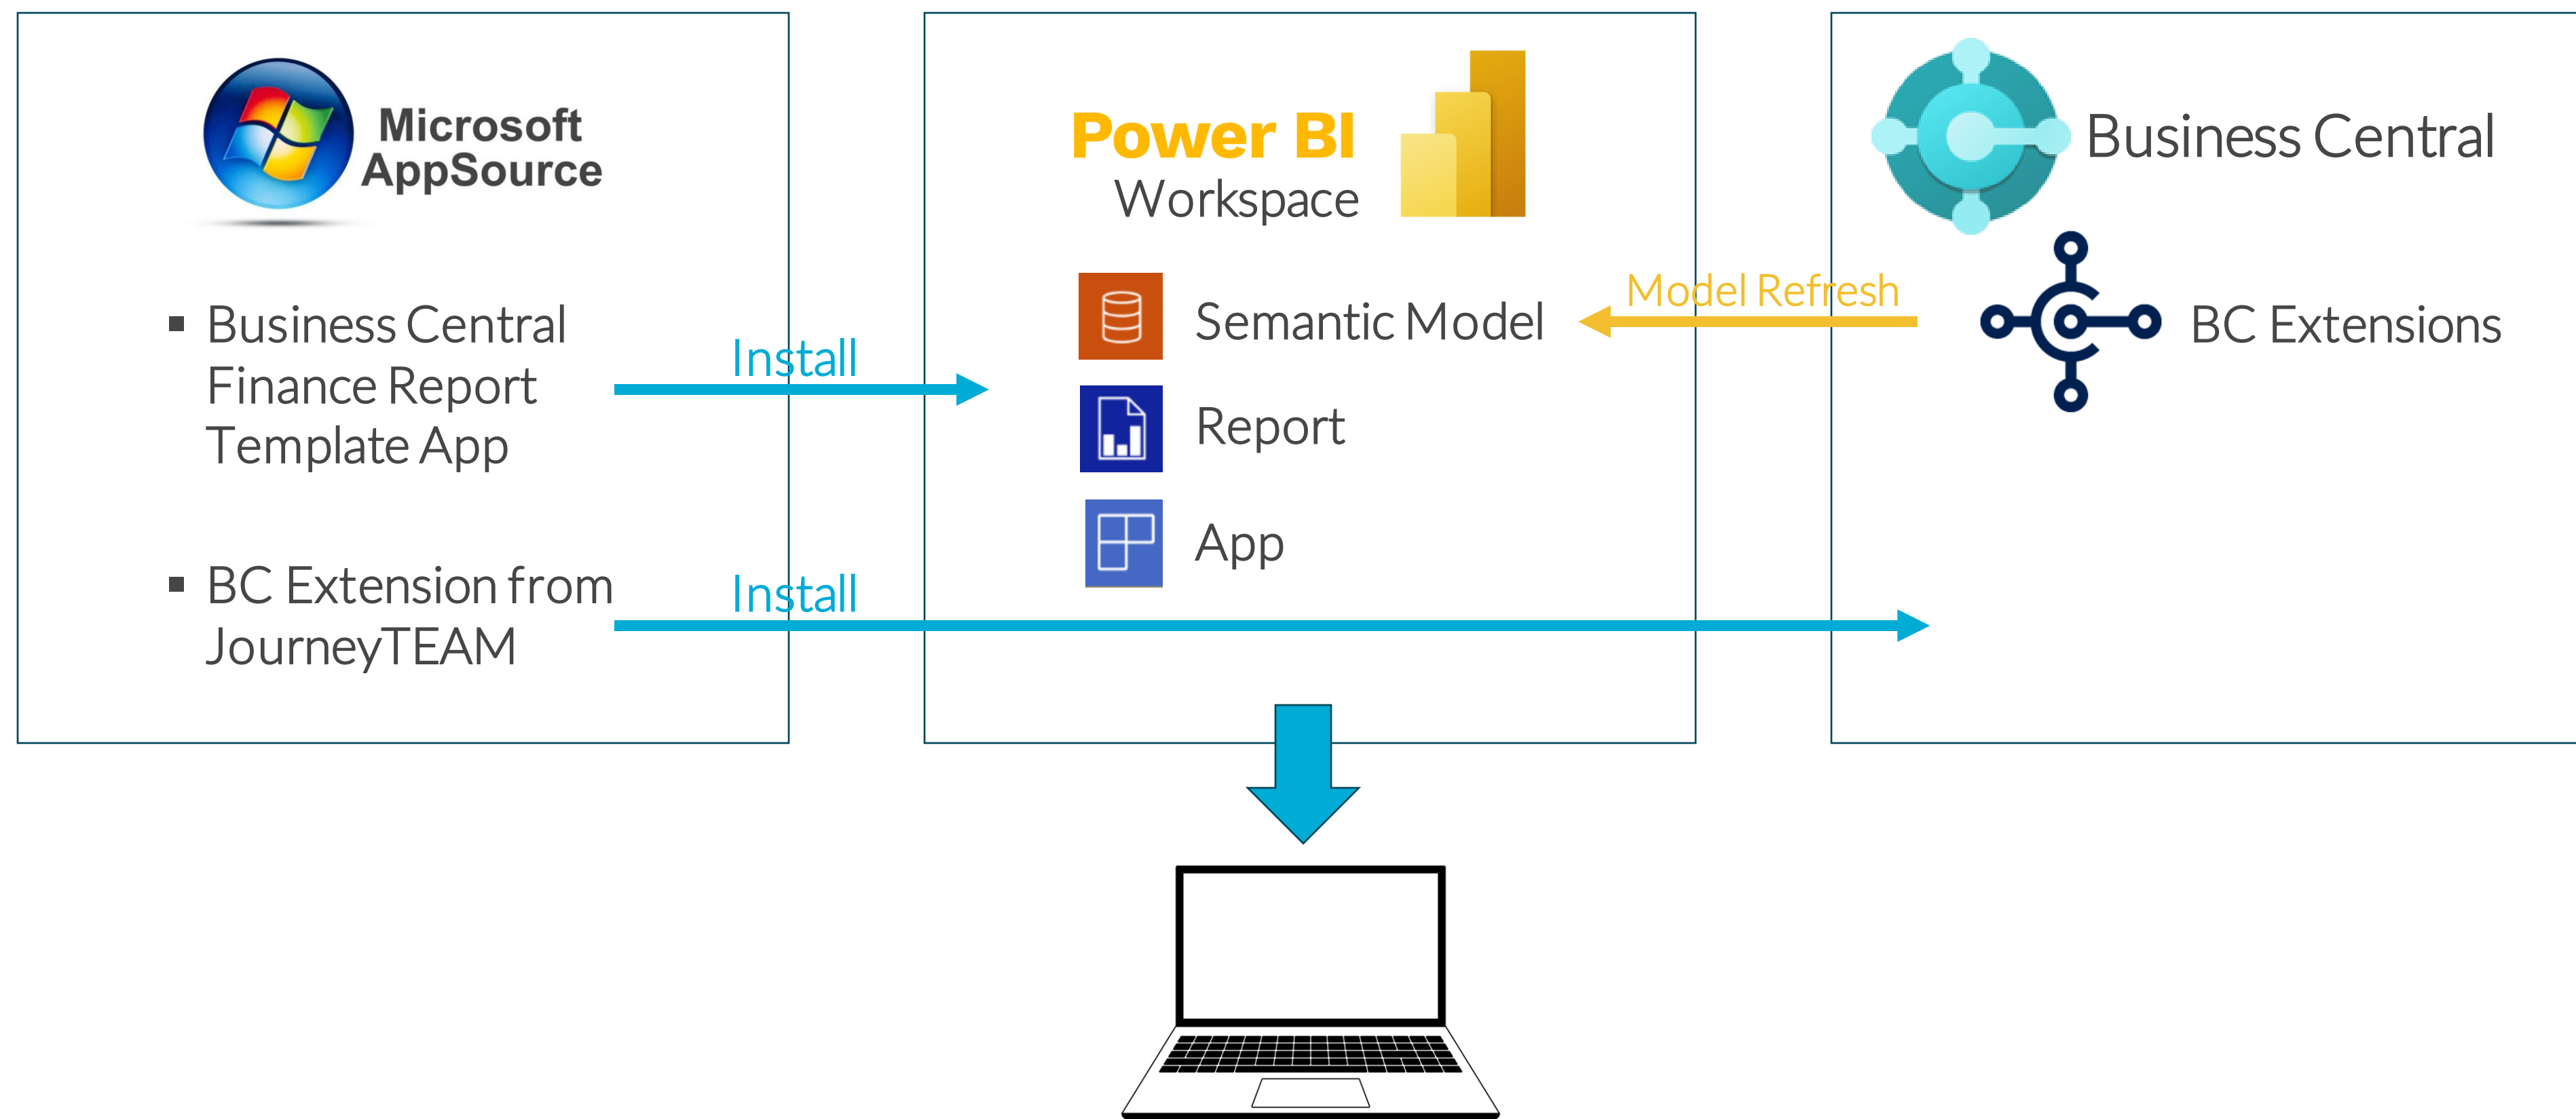 Microsoft
AppSource
▪ Business Central
Finance Report
Template App
▪ BC Extension from
JourneyTEAM
Install
Install
Power BI
Workspace
Semantic Model
Report
App
Model Refresh
Business Central
BC Extensions